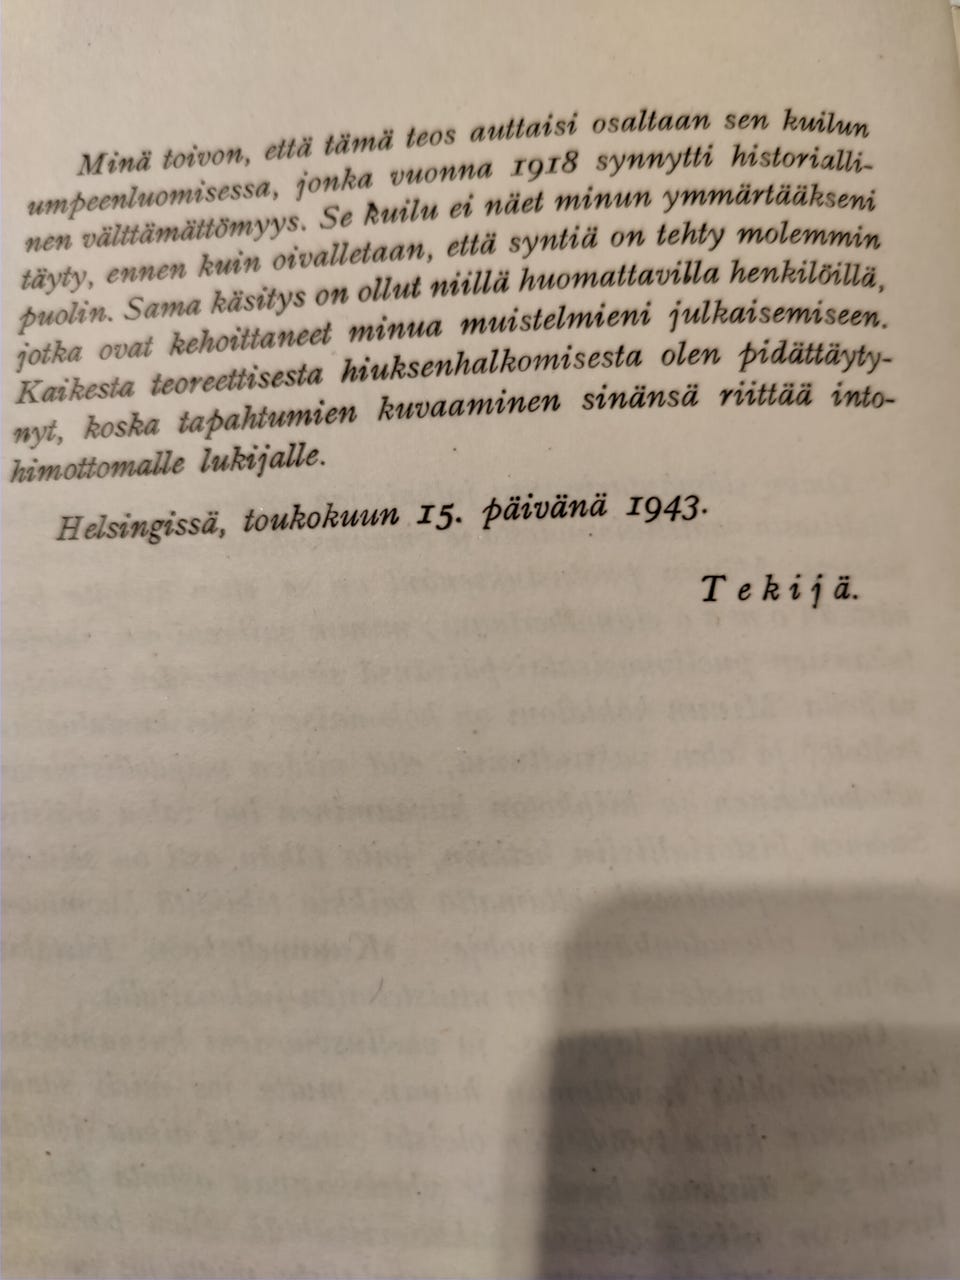 Minä toivon, että tämä teos auttaisi osaltaan sen kuilun
umpeenluomisessa, jonka vuonna 1918 synnytti historialli-
nen välttämättömyys. Se kuilu ei näet minun ymmärtääkseni
täyty, ennen kuin oivalletaan, että syntiä on tehty molemmin
puolin. Sama käsitys on ollut niillä huomattavilla henkilöillä,
jotka ovat kehoittaneet minua muistelmieni julkaisemiseen.
Kaikesta teoreettisesta hiuksenhalkomisesta olen pidättäyty-
nyt, koska tapahtumien kuvaaminen sinänsä riittää into-
himottomalle lukijalle.
Helsingissä, toukokuun 15. päivänä 1943.
Tekijä.